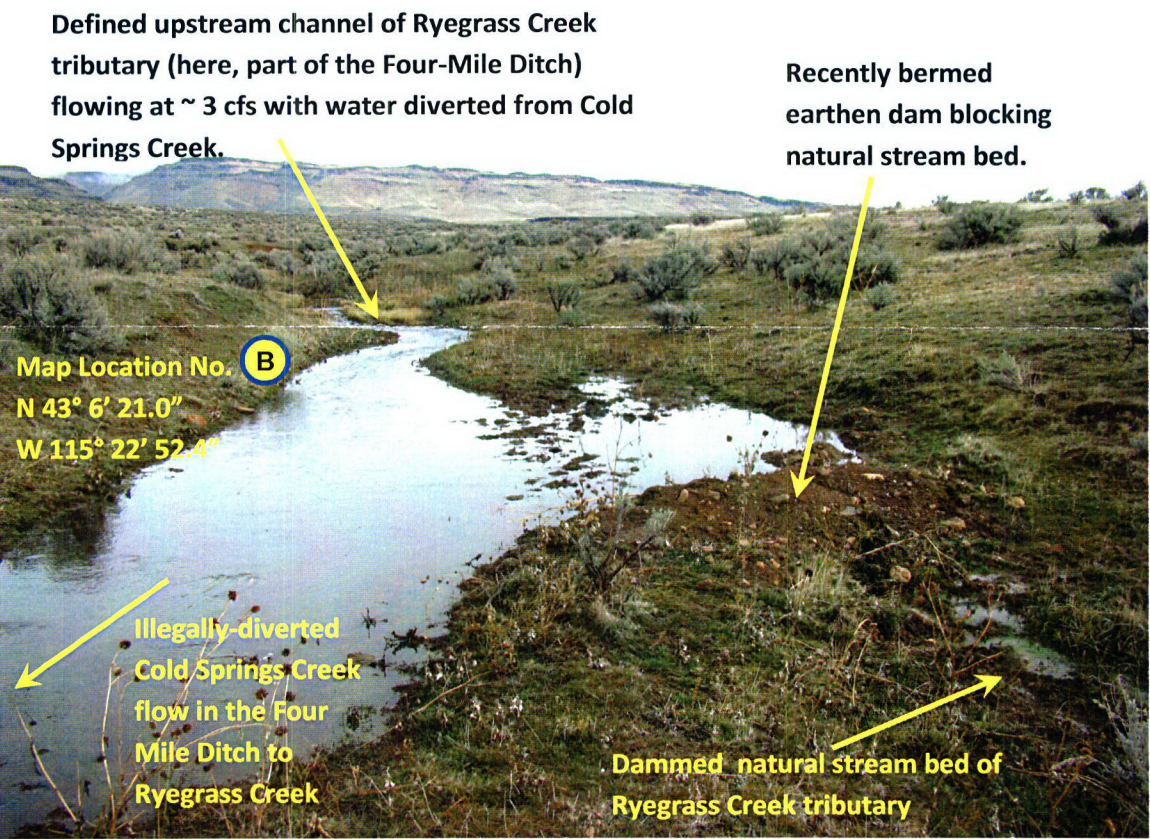 Defined upstream channel of Ryegrass Creek
tributary (here, part of the Four-Mile Ditch)
flowing at ~ 3 cfs with water diverted from Cold
Springs Creek.
Recently bermed
earthen dam blocking
natural stream bed.
Map Location No. B
N 43° 6' 21.0"
W 115° 22' 52.4"
Illegally-diverted
Cold Springs Creek
flow in the Four
Mile Ditch to
Ryegrass Creek
Dammed natural stream bed of
Ryegrass Creek tributary